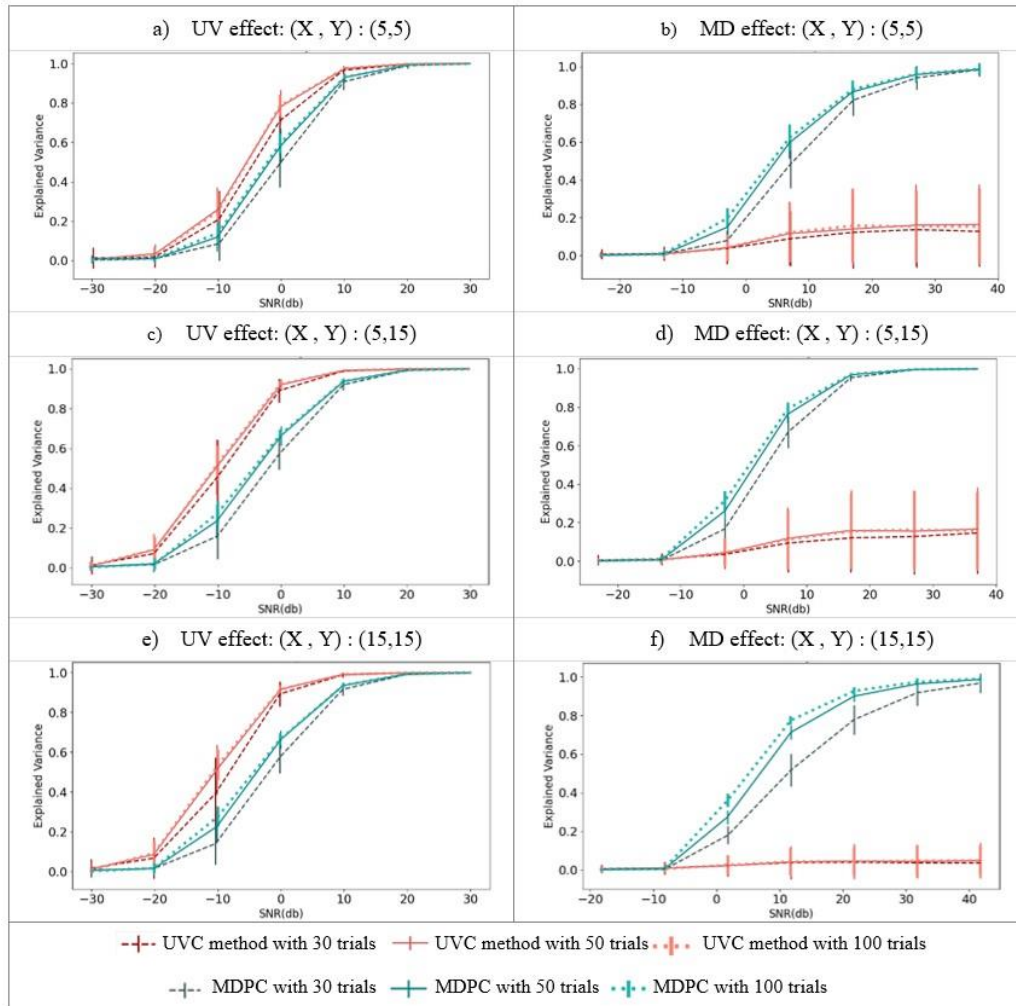 a) UV effect: (X , Y) : (5,5)
b) MD effect: (X , Y) : (5,5)
1.0
0.8
0.6
0.4
0.2
0.0
Explained Variance
−30 −20 −10 0 10 20 30
SNR(db)
1.0
0.8
0.6
0.4
0.2
0.0
Explained Variance
−20 −10 0 10 20 30 40
SNR(db)
c) UV effect: (X , Y) : (5,15)
d) MD effect: (X , Y) : (5,15)
1.0
0.8
0.6
0.4
0.2
0.0
Explained Variance
−30 −20 −10 0 10 20 30
SNR(db)
1.0
0.8
0.6
0.4
0.2
0.0
Explained Variance
−20 −10 0 10 20 30 40
SNR(db)
e) UV effect: (X , Y) : (15,15)
f) MD effect: (X , Y) : (15,15)
1.0
0.8
0.6
0.4
0.2
0.0
Explained Variance
−30 −20 −10 0 10 20 30
SNR(db)
1.0
0.8
0.6
0.4
0.2
0.0
Explained Variance
−10 0 10 20 30 40
SNR(db)
UVC method with 30 trials UVC method with 50 trials UVC method with 100 trials
MDPC with 30 trials MDPC with 50 trials MDPC with 100 trials